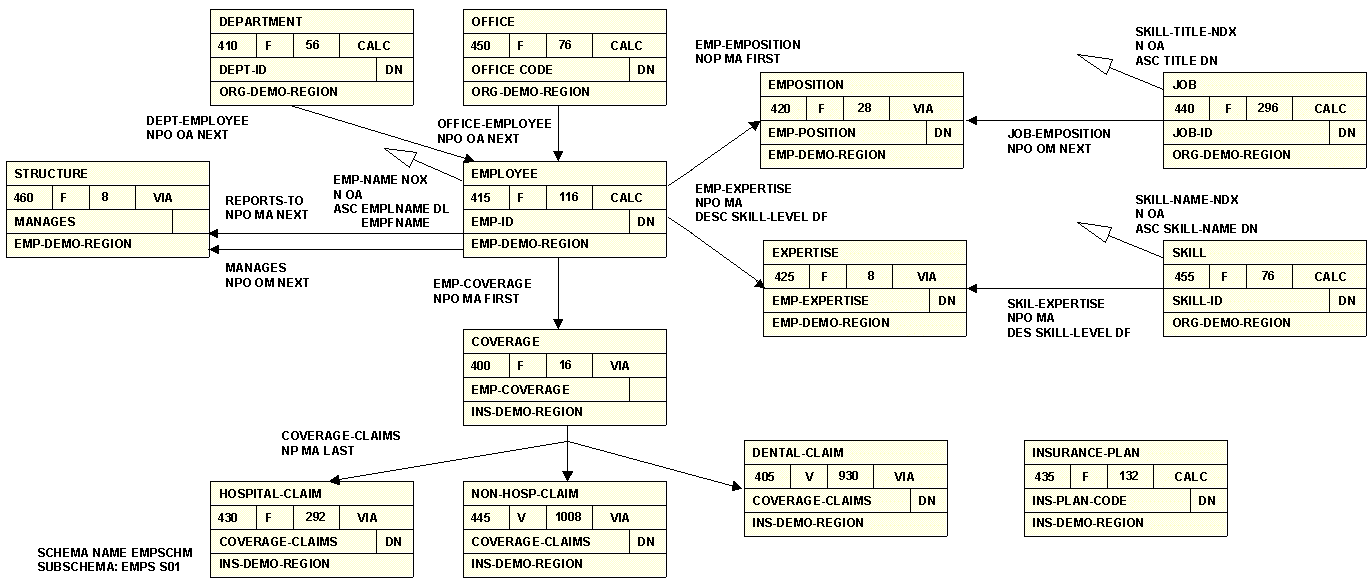 DEPARTMENT
410 F 56 CALC
DEPT-ID DN
ORG-DEMO-REGION
OFFICE
450 F 76 CALC
OFFICE CODE DN
ORG-DEMO-REGION
EMP-EMPOSITION
NOP MA FIRST
EMPOSITION
420 F 28 VIA
EMP-POSITION DN
EMP-DEMO-REGION
SKILL-TITLE-NDX
N OA
ASC TITLE DN
JOB
440 F 296 CALC
JOB-ID DN
ORG-DEMO-REGION
JOB-EMPOSITION
NPO OM NEXT
DEPT-EMPLOYEE
NPO OA NEXT
OFFICE-EMPLOYEE
NPO OA NEXT
STRUCTURE
460 F 8 VIA
MANAGES
EMP-DEMO-REGION
REPORTS-TO
NPO MA NEXT
MANAGES
NPO OM NEXT
EMP-NAME NOX
N OA
ASC EMPLNAME DL
EMPFNAME
EMPLOYEE
415 F 116 CALC
EMP-ID DN
EMP-DEMO-REGION
EMP-EXPERTISE
NPO MA
DESC SKILL-LEVEL DF
EXPERTISE
425 F 8 VIA
EMP-EXPERTISE DN
EMP-DEMO-REGION
SKILL-NAME-NDX
N OA
ASC SKILL-NAME DN
SKILL
455 F 76 CALC
SKILL-ID DN
ORG-DEMO-REGION
SKIL-EXPERTISE
NPO MA
DES SKILL-LEVEL DF
EMP-COVERAGE
NPO MA FIRST
COVERAGE
400 F 16 VIA
EMP-COVERAGE
INS-DEMO-REGION
COVERAGE-CLAIMS
NP MA LAST
HOSPITAL-CLAIM
430 F 292 VIA
COVERAGE-CLAIMS DN
INS-DEMO-REGION
NON-HOSP-CLAIM
445 V 1008 VIA
COVERAGE-CLAIMS DN
INS-DEMO-REGION
DENTAL-CLAIM
405 V 930 VIA
COVERAGE-CLAIMS DN
INS-DEMO-REGION
INSURANCE-PLAN
435 F 132 CALC
INS-PLAN-CODE DN
INS-DEMO-REGION
SCHEMA NAME EMPSCHM
SUBSCHEMA: EMPS S01